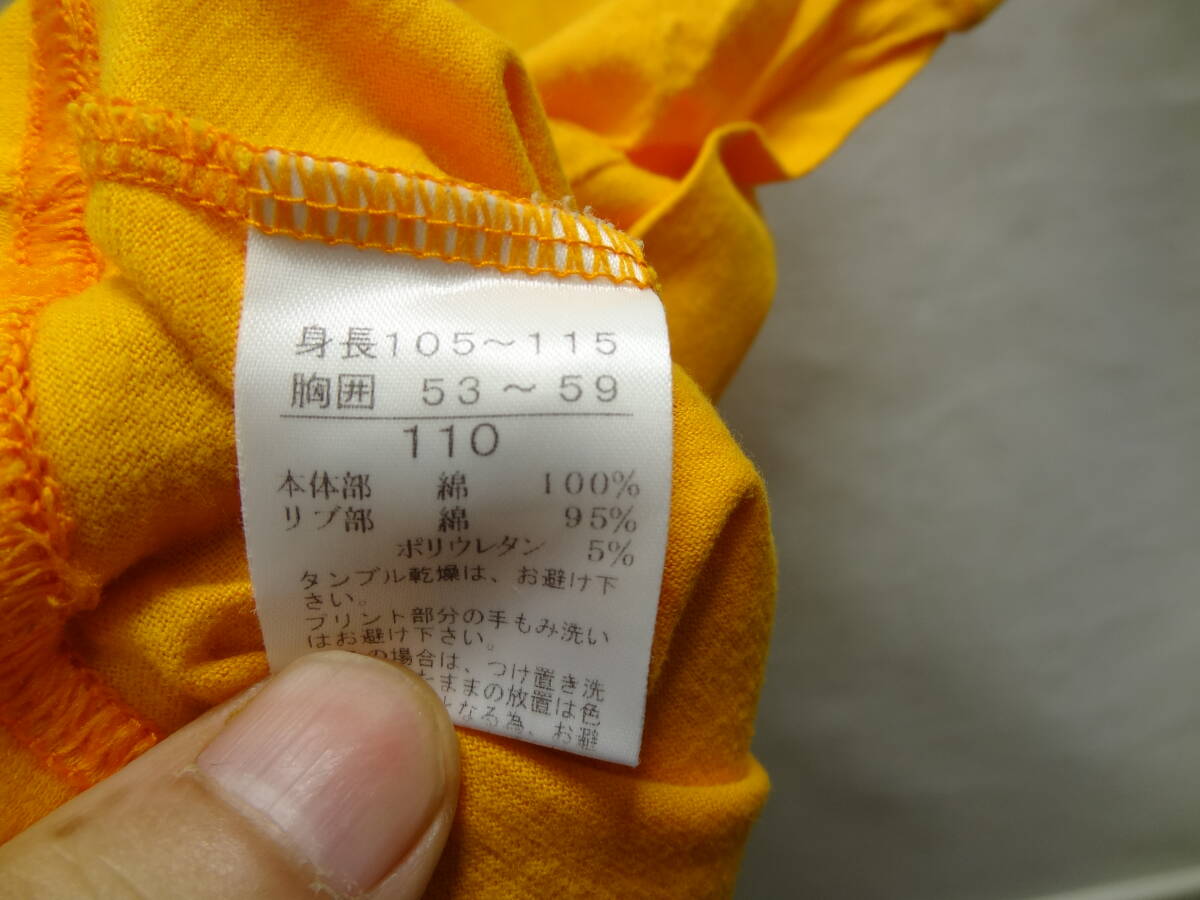 身長105～115
胸囲 53～59
110
本体部 綿 100%
リブ部 綿 95%
ポリウレタン 5%
タンブル乾燥は、お避け下
さい。
プリント部分の手もみ洗い
はお避け下さい。
の場合は、つけ置き洗
ままの放置は色
となる為、お避